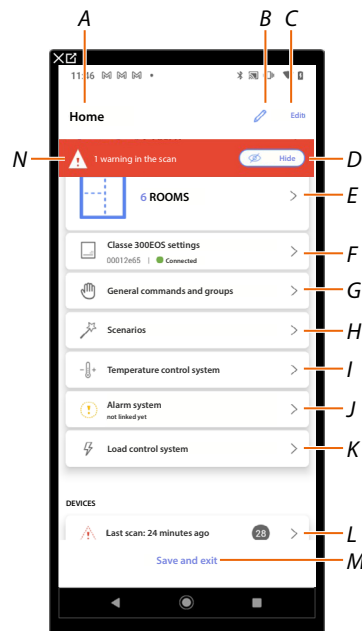 A
B
C
11:46
Home
Edit
N
1 warning in the scan
Hide
D
6 ROOMS
E
Classe 300EOS settings
00012e65 | Connected
F
General commands and groups
G
Scenarios
H
Temperature control system
I
Alarm system
not linked yet
J
Load control system
K
DEVICES
Last scan: 24 minutes ago
28
L
Save and exit
M